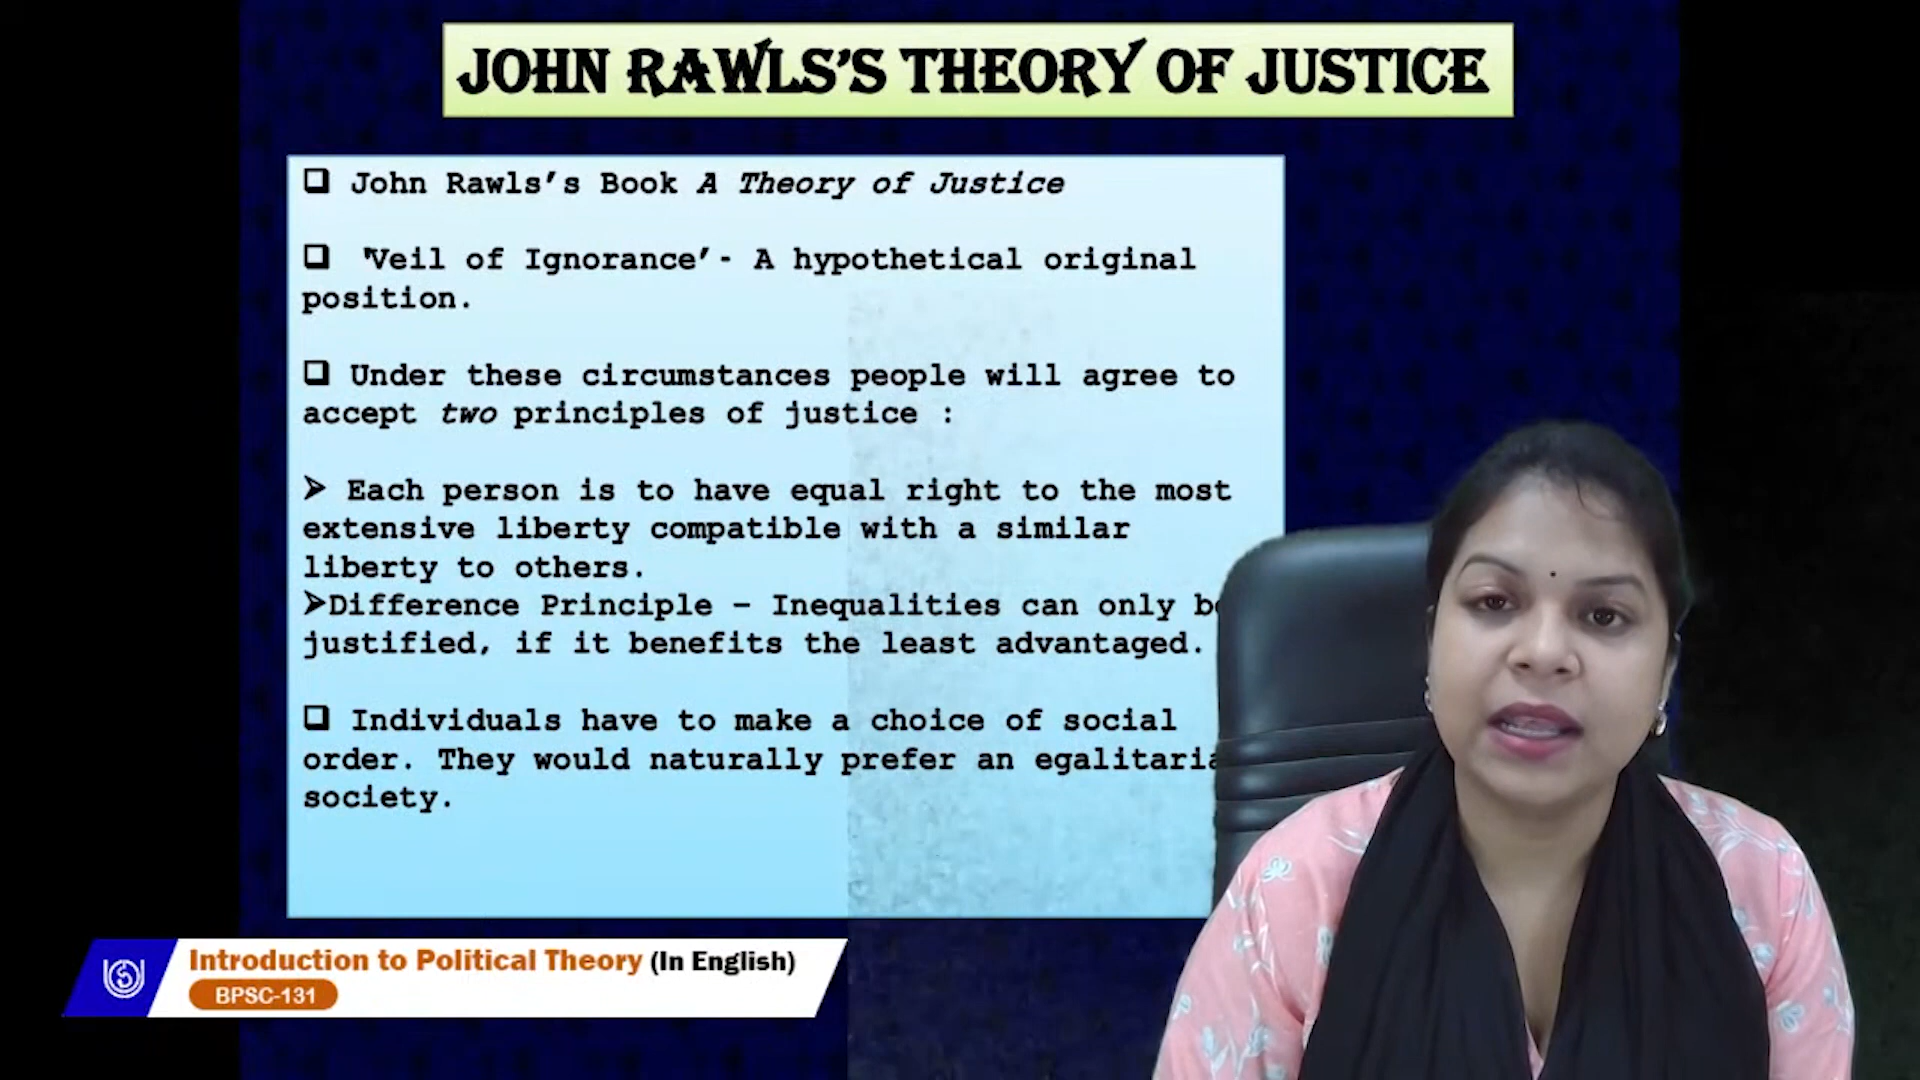 JOHN RAWLS'S THEORY OF JUSTICE
❑ John Rawls's Book A Theory of Justice
❑ 'Veil of Ignorance'- A hypothetical original
position.
❑ Under these circumstances people will agree to
accept two principles of justice :
➢ Each person is to have equal right to the most
extensive liberty compatible with a similar
liberty to others.
➢Difference Principle – Inequalities can only
justified, if it benefits the least advantaged.
❑ Individuals have to make a choice of social
order. They would naturally prefer an
society.
Introduction to Political Theory (In English)
BPSC-131